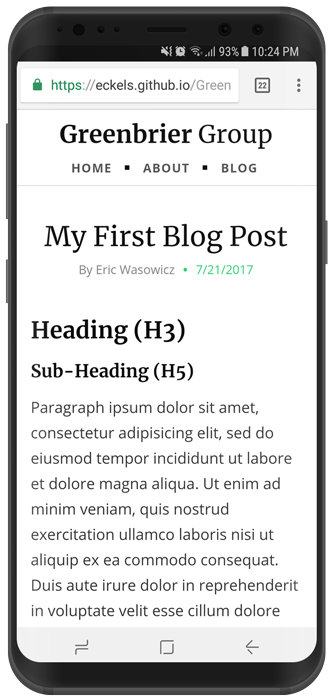 93% 10:24 PM
https://eckels.github.io/Green
22
Greenbrier Group
HOME ▪ ABOUT ▪ BLOG
My First Blog Post
By Eric Wasowicz • 7/21/2017
Heading (H3)
Sub-Heading (H5)
Paragraph ipsum dolor sit amet,
consectetur adipisicing elit, sed do
eiusmod tempor incididunt ut labore
et dolore magna aliqua. Ut enim ad
minim veniam, quis nostrud
exercitation ullamco laboris nisi ut
aliquip ex ea commodo consequat.
Duis aute irure dolor in reprehenderit
in voluptate velit esse cillum dolore